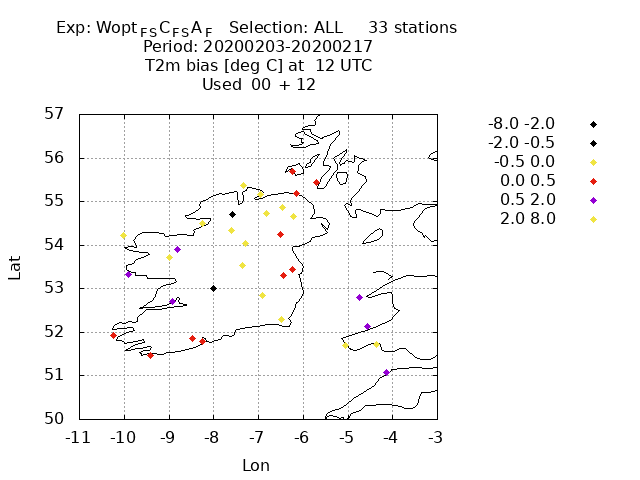 Exp: Wopt FS C FS A F Selection: ALL 33 stations
Period: 20200203-20200217
T2m bias [deg C] at 12 UTC
Used 00 + 12
57
56
55
54
53
52
51
50
Lat
-11 -10 -9 -8 -7 -6 -5 -4 -3
Lon
-8.0 -2.0
-2.0 -0.5
-0.5 0.0
0.0 0.5
0.5 2.0
2.0 8.0